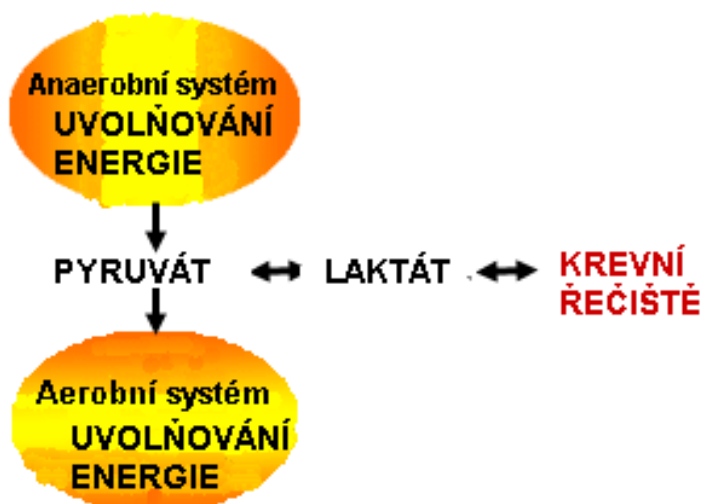 Anaerobní systém
UVOLŇOVÁNÍ
ENERGIE
PYRUVÁT
LAKTÁT
KREVNÍ
ŘEČIŠTĚ
Aerobní systém
UVOLŇOVÁNÍ
ENERGIE